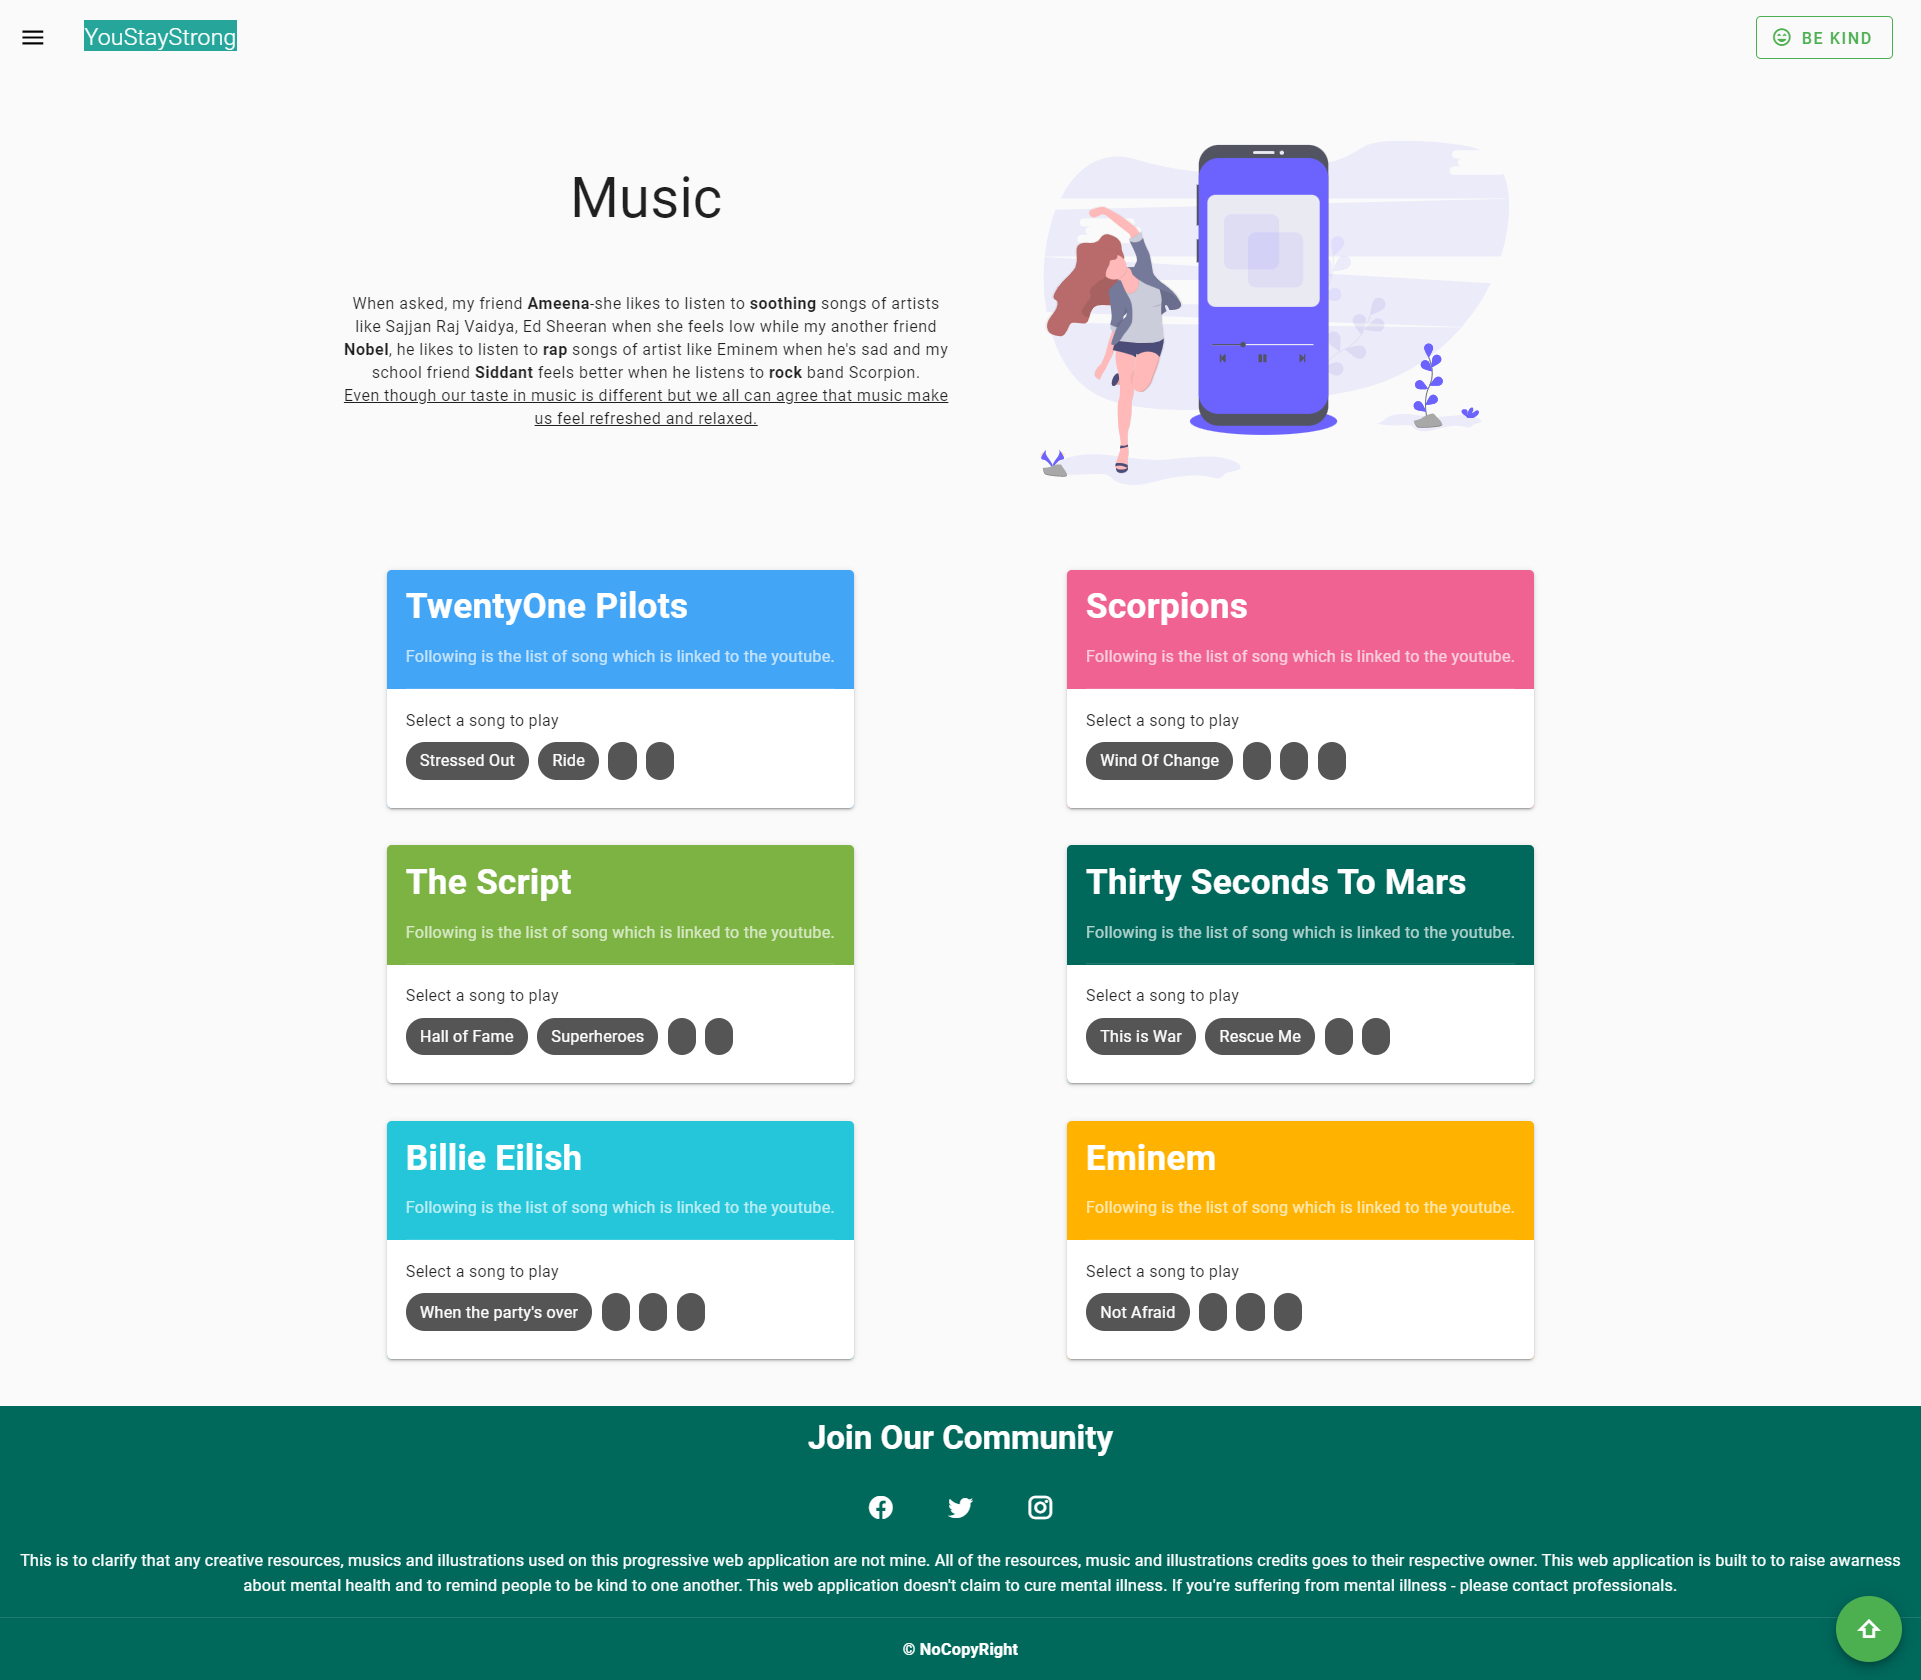 YouStayStrong
BE KIND
Music
When asked, my friend Ameena-she likes to listen to soothing songs of artists
like Sajjan Raj Vaidya, Ed Sheeran when she feels low while my another friend
Nobel, he likes to listen to rap songs of artist like Eminem when he's sad and my
school friend Siddant feels better when he listens to rock band Scorpion.
Even though our taste in music is different but we all can agree that music make
us feel refreshed and relaxed.
TwentyOne Pilots
Following is the list of song which is linked to the youtube.
Select a song to play
Stressed Out Ride
Scorpions
Following is the list of song which is linked to the youtube.
Select a song to play
Wind Of Change
The Script
Following is the list of song which is linked to the youtube.
Select a song to play
Hall of Fame Superheroes
Thirty Seconds To Mars
Following is the list of song which is linked to the youtube.
Select a song to play
This is War Rescue Me
Billie Eilish
Following is the list of song which is linked to the youtube.
Select a song to play
When the party's over
Eminem
Following is the list of song which is linked to the youtube.
Select a song to play
Not Afraid
Join Our Community
This is to clarify that any creative resources, musics and illustrations used on this progressive web application are not mine. All of the resources, music and illustrations credits goes to their respective owner. This web application is built to to raise awarness
about mental health and to remind people to be kind to one another. This web application doesn't claim to cure mental illness. If you're suffering from mental illness - please contact professionals.
© NoCopyRight